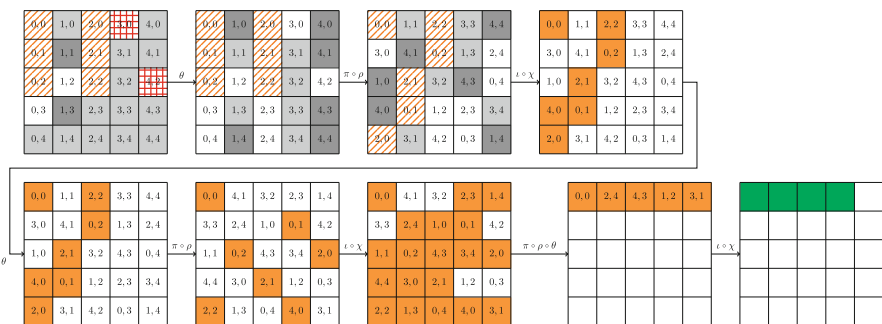 0,0 1,0 2,0 3,0 4,0 0,0 1,0 2,0 3,0 4,0 0,0 1,1 2,2 3,3 4,4 0,0 1,1 2,2 3,3 4,4
0,1 1,1 2,1 3,1 4,1 0,1 1,1 2,1 3,1 4,1 3,0 4,1 0,2 1,3 2,4 3,0 4,1 0,2 1,3 2,4
θ π∘ρ ι∘χ
0,2 1,2 2,2 3,2 4,2 0,2 1,2 2,2 3,2 4,2 1,0 2,1 3,2 4,3 0,4 1,0 2,1 3,2 4,3 0,4
0,3 1,3 2,3 3,3 4,3 0,3 1,3 2,3 3,3 4,3 4,0 0,1 1,2 2,3 3,4 4,0 0,1 1,2 2,3 3,4
0,4 1,4 2,4 3,4 4,4 0,4 1,4 2,4 3,4 4,4 2,0 3,1 4,2 0,3 1,4 2,0 3,1 4,2 0,3 1,4
0,0 1,1 2,2 3,3 4,4 0,0 4,1 3,2 2,3 1,4 0,0 4,1 3,2 2,3 1,4 0,0 2,4 4,3 1,2 3,1
3,0 4,1 0,2 1,3 2,4 3,3 2,4 1,0 0,1 4,2 3,3 2,4 1,0 0,1 4,2
π∘ρ ι∘χ π∘ρ∘θ ι∘χ
1,0 2,1 3,2 4,3 0,4 1,1 0,2 4,3 3,4 2,0 1,1 0,2 4,3 3,4 2,0
θ
4,0 0,1 1,2 2,3 3,4 4,4 3,0 2,1 1,2 0,3 4,4 3,0 2,1 1,2 0,3
2,0 3,1 4,2 0,3 1,4 2,2 1,3 0,4 4,0 3,1 2,2 1,3 0,4 4,0 3,1